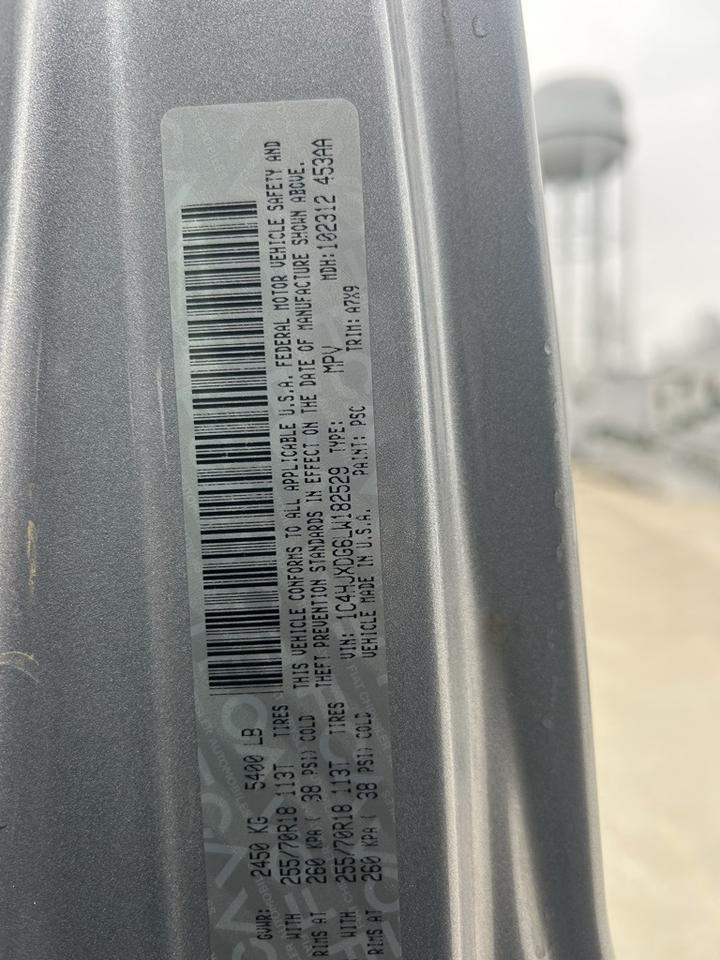 GVWR: 2450 KG 5400 LB
WITH 255/70R18 113T TIRES
RIMS AT 260 KPA ( 38 PSI) COLD
WITH 255/70R18 113T TIRES
RIMS AT 260 KPA ( 38 PSI) COLD
THIS VEHICLE CONFORMS TO ALL APPLICABLE U.S.A. FEDERAL MOTOR VEHICLE SAFETY AND
THEFT PREVENTION STANDARDS IN EFFECT ON THE DATE OF MANUFACTURE SHOWN ABOVE.
VIN: 1C4HJXDG6LW182529 TYPE: MPV MDH:102312 453AA
VEHICLE MADE IN U.S.A. PAINT: PSC TRIM: A7X9